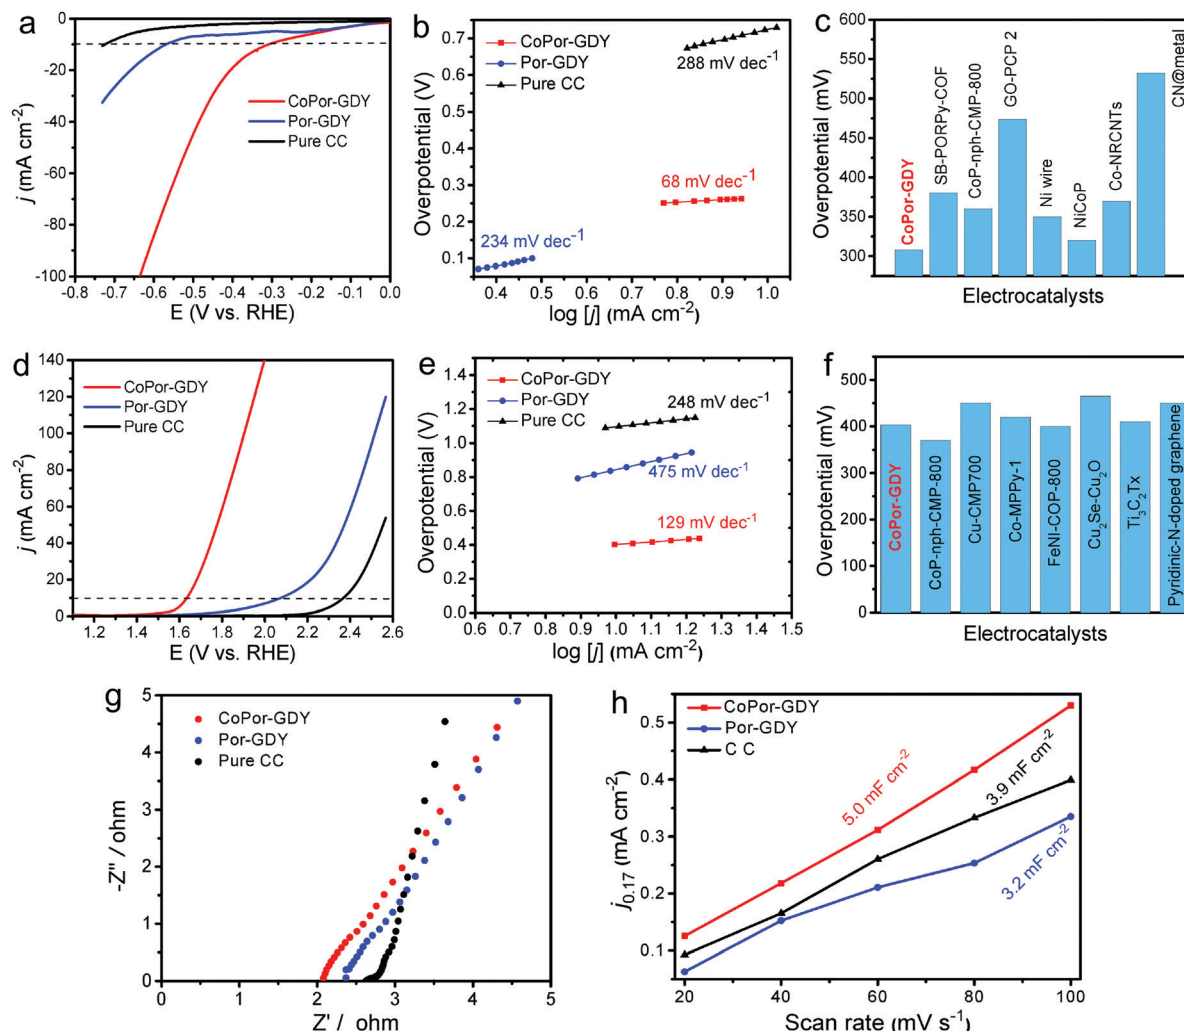 a
0
-20
-40
-60
-80
-100
-0.8 -0.7 -0.6 -0.5 -0.4 -0.3 -0.2 -0.1 0.0
j (mA cm⁻²)
E (V vs. RHE)
CoPor-GDY
Por-GDY
Pure CC
b
0.7
0.6
0.5
0.4
0.3
0.2
0.1
0.4 0.5 0.6 0.7 0.8 0.9 1.0
Overpotential (V)
log [j] (mA cm⁻²)
CoPor-GDY
Por-GDY
Pure CC
288 mV dec⁻¹
68 mV dec⁻¹
234 mV dec⁻¹
c
600
550
500
450
400
350
300
Overpotential (mV)
Electrocatalysts
CoPor-GDY
SB-PORPy-COF
CoP-nph-CMP-800
GO-PCP 2
Ni wire
NiCoP
Co-NRCNTs
CN@metal
d
140
120
100
80
60
40
20
0
1.2 1.4 1.6 1.8 2.0 2.2 2.4 2.6
j (mA cm⁻²)
E (V vs. RHE)
CoPor-GDY
Por-GDY
Pure CC
e
1.4
1.2
1.0
0.8
0.6
0.4
0.2
0.0
0.6 0.7 0.8 0.9 1.0 1.1 1.2 1.3 1.4 1.5
Overpotential (V)
log [j] (mA cm⁻²)
CoPor-GDY
Por-GDY
Pure CC
248 mV dec⁻¹
475 mV dec⁻¹
129 mV dec⁻¹
f
500
400
300
200
100
0
Overpotential (mV)
Electrocatalysts
CoPor-GDY
CoP-nph-CMP-800
Cu-CMP700
Co-MPPy-1
FeNI-COP-800
Cu₂Se-Cu₂O
Ti₃C₂Tx
Pyridinic-N-doped graphene
g
5
4
3
2
1
0
0 1 2 3 4 5
-Z'' / ohm
Z' / ohm
CoPor-GDY
Por-GDY
Pure CC
h
0.5
0.4
0.3
0.2
0.1
20 40 60 80 100
j₀.₁₇ (mA cm⁻²)
Scan rate (mV s⁻¹)
CoPor-GDY
Por-GDY
C C
5.0 mF cm⁻²
3.9 mF cm⁻²
3.2 mF cm⁻²